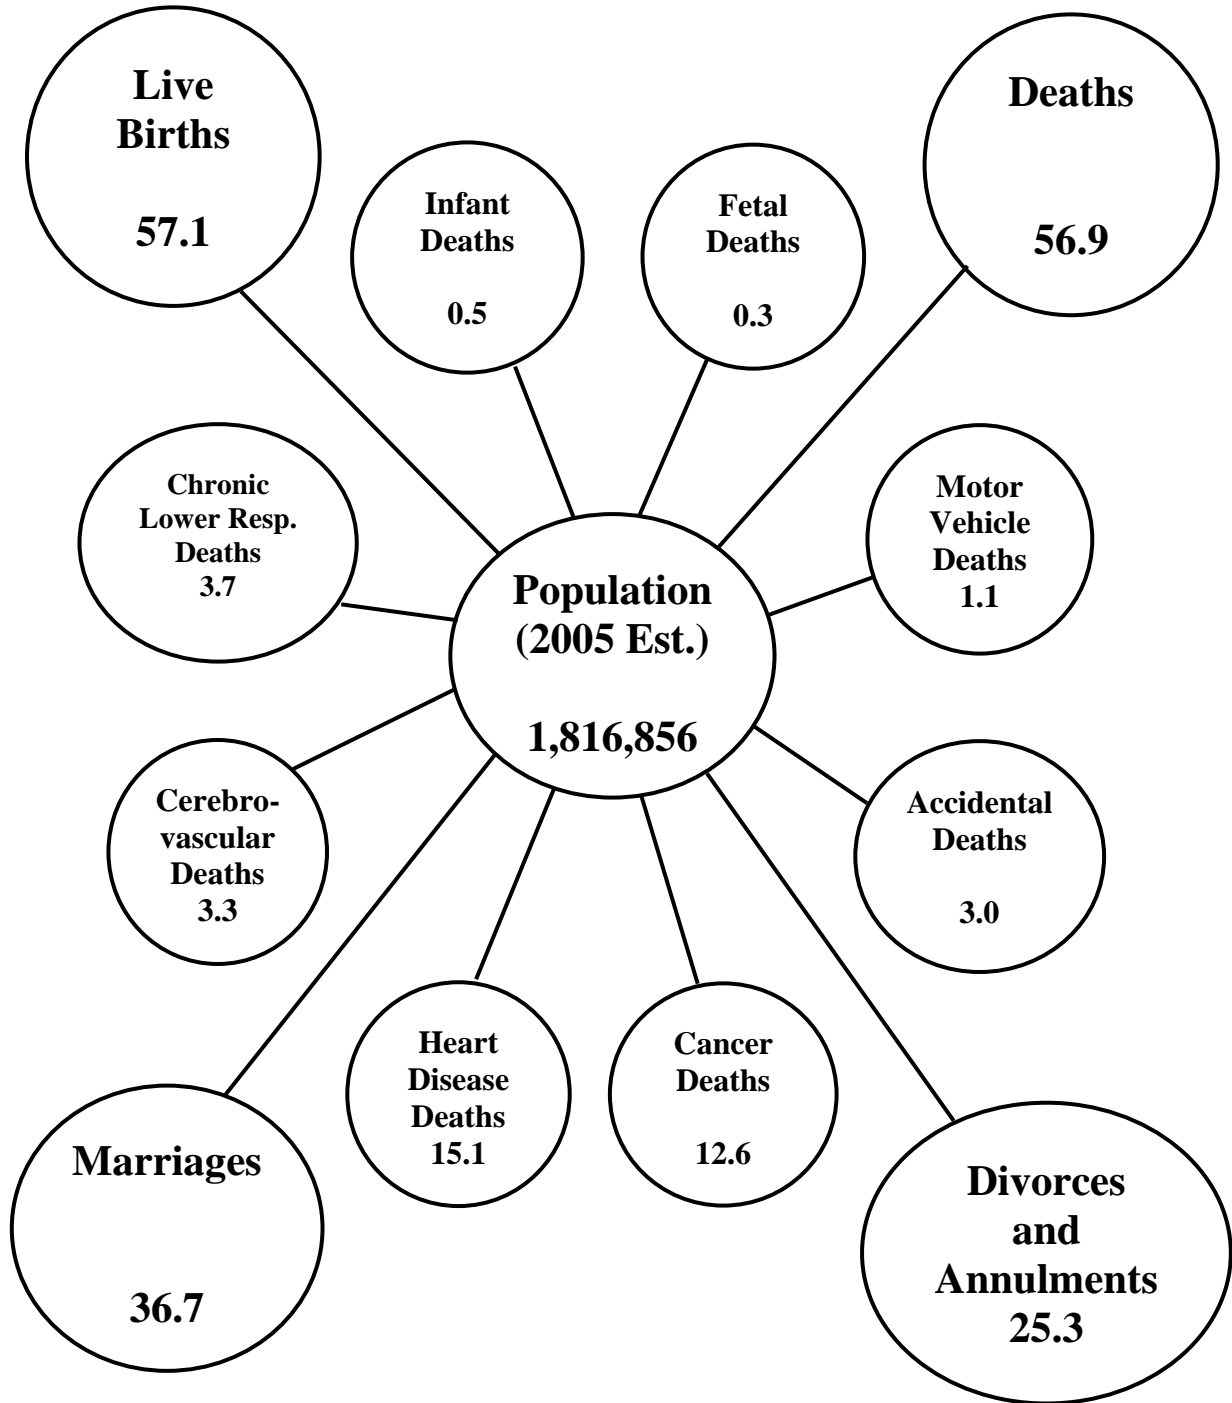 Live
Births
57.1
Deaths
56.9
Infant
Deaths
0.5
Fetal
Deaths
0.3
Chronic
Lower Resp.
Deaths
3.7
Motor
Vehicle
Deaths
1.1
Population
(2005 Est.)
1,816,856
Cerebro-
vascular
Deaths
3.3
Accidental
Deaths
3.0
Heart
Disease
Deaths
15.1
Cancer
Deaths
12.6
Marriages
36.7
Divorces
and
Annulments
25.3